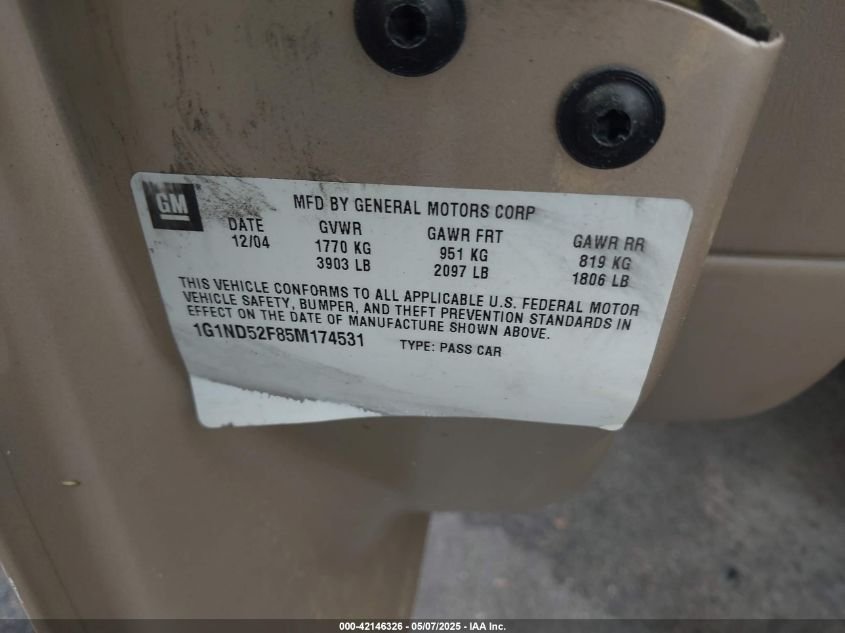 GM
MFD BY GENERAL MOTORS CORP
DATE GVWR GAWR FRT GAWR RR
12/04 1770 KG 951 KG 819 KG
3903 LB 2097 LB 1806 LB
THIS VEHICLE CONFORMS TO ALL APPLICABLE U.S. FEDERAL MOTOR
VEHICLE SAFETY, BUMPER, AND THEFT PREVENTION STANDARDS IN
EFFECT ON THE DATE OF MANUFACTURE SHOWN ABOVE.
1G1ND52F85M174531 TYPE: PASS CAR
000-42146326 - 05/07/2025 - IAA Inc.